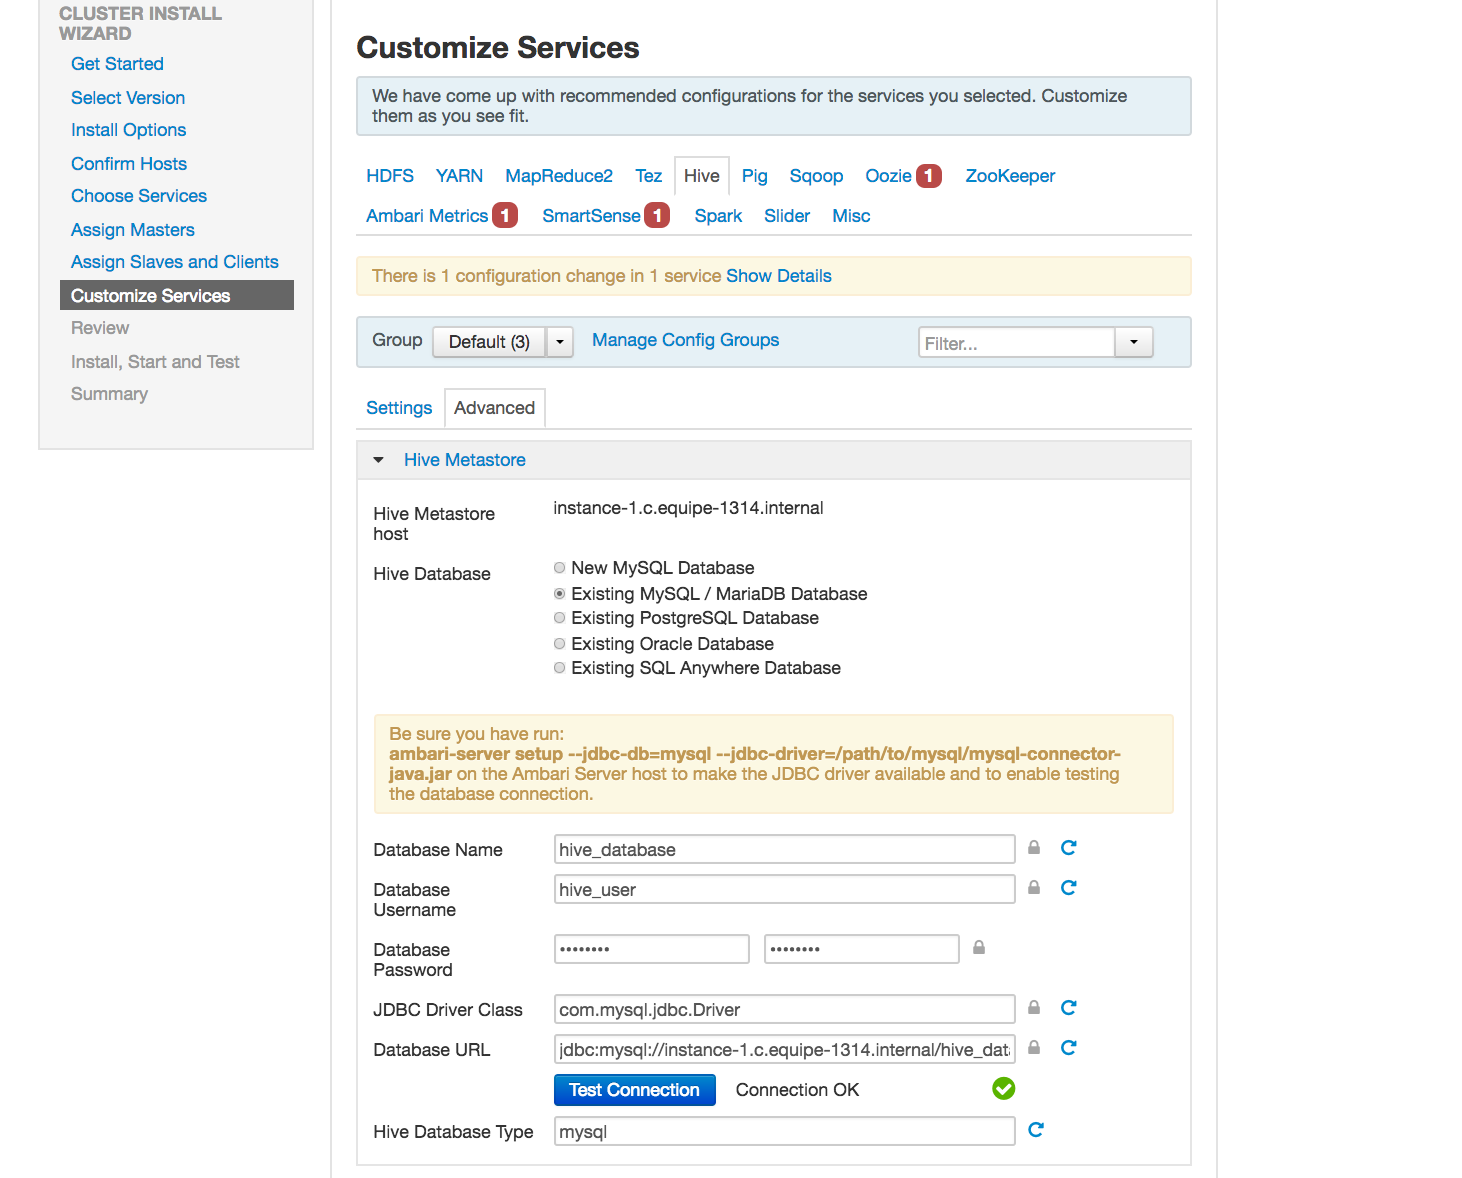 CLUSTER INSTALL
WIZARD
Get Started
Select Version
Install Options
Confirm Hosts
Choose Services
Assign Masters
Assign Slaves and Clients
Customize Services
Review
Install, Start and Test
Summary
Customize Services
We have come up with recommended configurations for the services you selected. Customize
them as you see fit.
HDFS YARN MapReduce2 Tez Hive Pig Sqoop Oozie 1 ZooKeeper
Ambari Metrics 1 SmartSense 1 Spark Slider Misc
There is 1 configuration change in 1 service Show Details
Group Default (3) Manage Config Groups Filter...
Settings Advanced
Hive Metastore
Hive Metastore
host
instance-1.c.equipe-1314.internal
Hive Database
New MySQL Database
Existing MySQL / MariaDB Database
Existing PostgreSQL Database
Existing Oracle Database
Existing SQL Anywhere Database
Be sure you have run:
ambari-server setup --jdbc-db=mysql --jdbc-driver=/path/to/mysql/mysql-connector-
java.jar on the Ambari Server host to make the JDBC driver available and to enable testing
the database connection.
Database Name hive_database
Database
Username
hive_user
Database
Password
•••••••• ••••••••
JDBC Driver Class com.mysql.jdbc.Driver
Database URL jdbc:mysql://instance-1.c.equipe-1314.internal/hive_dat
Test Connection Connection OK
Hive Database Type mysql